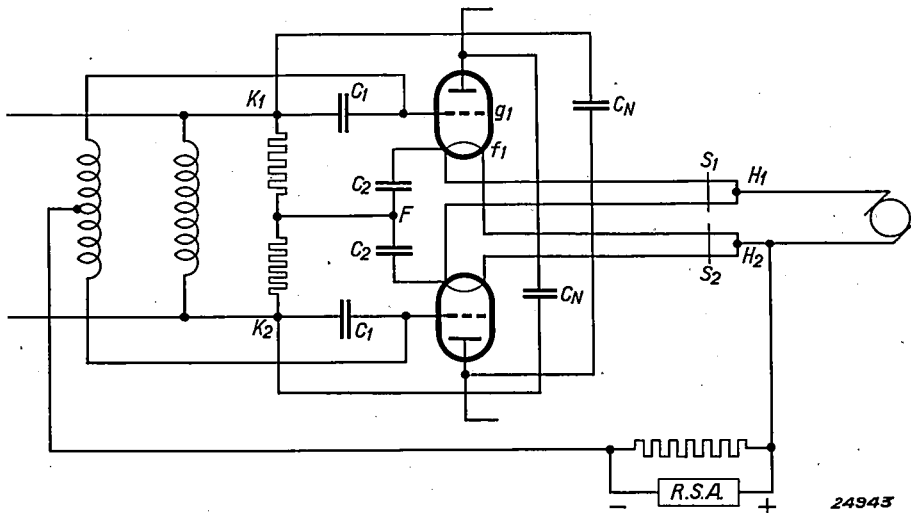 K1
C1
g1
f1
CN
C2
F
C2
S1
H1
H2
S2
CN
K2
C1
R.S.A.
−
+
24943